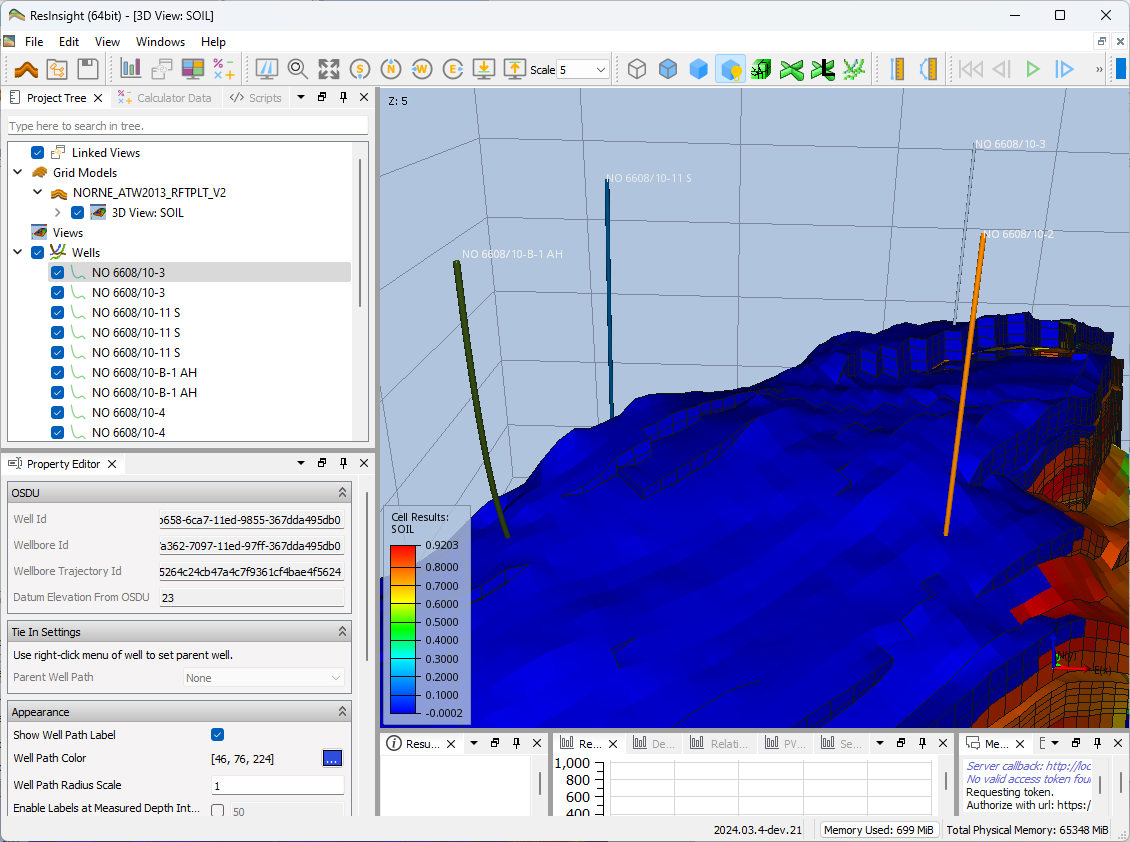 ResInsight (64bit) - [3D View: SOIL]
File Edit View Windows Help
Scale 5
Project Tree Calculator Data Scripts
Type here to search in tree.
Linked Views
Grid Models
NORNE_ATW2013_RFTPLT_V2
3D View: SOIL
Views
Wells
NO 6608/10-3
NO 6608/10-3
NO 6608/10-11 S
NO 6608/10-11 S
NO 6608/10-11 S
NO 6608/10-B-1 AH
NO 6608/10-B-1 AH
NO 6608/10-4
NO 6608/10-4
Property Editor
OSDU
Well Id 658-6ca7-11ed-9855-367dda495db0
Wellbore Id a362-7097-11ed-97ff-367dda495db0
Wellbore Trajectory Id 5264c24cb47a4c7f9361cf4bae4f5624
Datum Elevation From OSDU 23
Tie In Settings
Use right-click menu of well to set parent well.
Parent Well Path None
Appearance
Show Well Path Label
Well Path Color [46, 76, 224] ...
Well Path Radius Scale 1
Enable Labels at Measured Depth Int... 50
Z: 5
NO 6608/10-3
NO 6608/10-11 S
NO 6608/10-2
NO 6608/10-B-1 AH
Cell Results:
SOIL
0.9203
0.8000
0.7000
0.6000
0.5000
0.4000
0.3000
0.2000
0.1000
-0.0002
E(X)
Resu...
Re... De... Relati... PV... Se...
1,000
800
600
400
Me...
Server callback: http://loc
No valid access token fou
Requesting token.
Authorize with url: https:/
2024.03.4-dev.21 Memory Used: 699 MiB Total Physical Memory: 65348 MiB